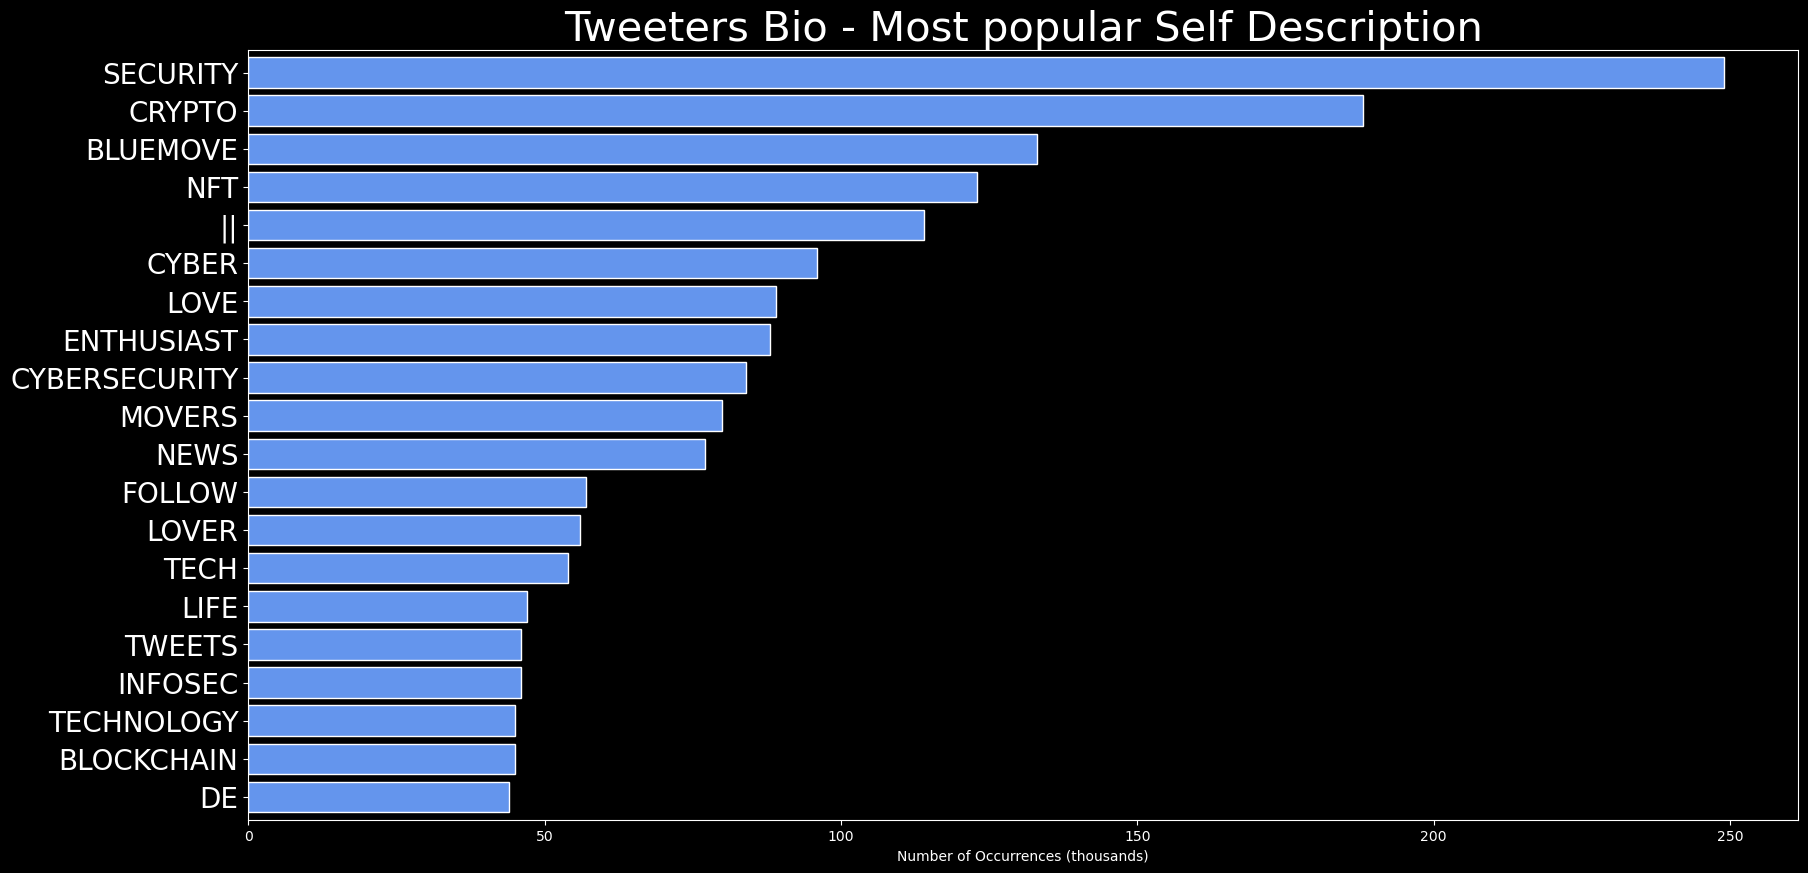 Tweeters Bio - Most popular Self Description
SECURITY
CRYPTO
BLUEMOVE
NFT
||
CYBER
LOVE
ENTHUSIAST
CYBERSECURITY
MOVERS
NEWS
FOLLOW
LOVER
TECH
LIFE
TWEETS
INFOSEC
TECHNOLOGY
BLOCKCHAIN
DE
0 50 100 150 200 250
Number of Occurrences (thousands)